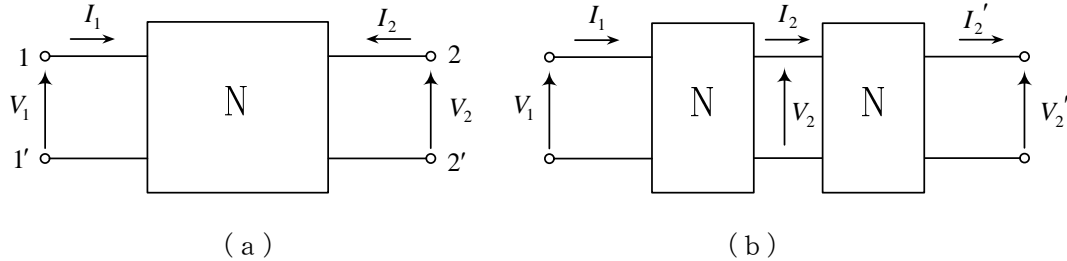 I₁ I₂ I₁ I₂ I₂′
1 2
V₁ N V₂ V₁ N V₂ N V₂′
1′ 2′
(a) (b)